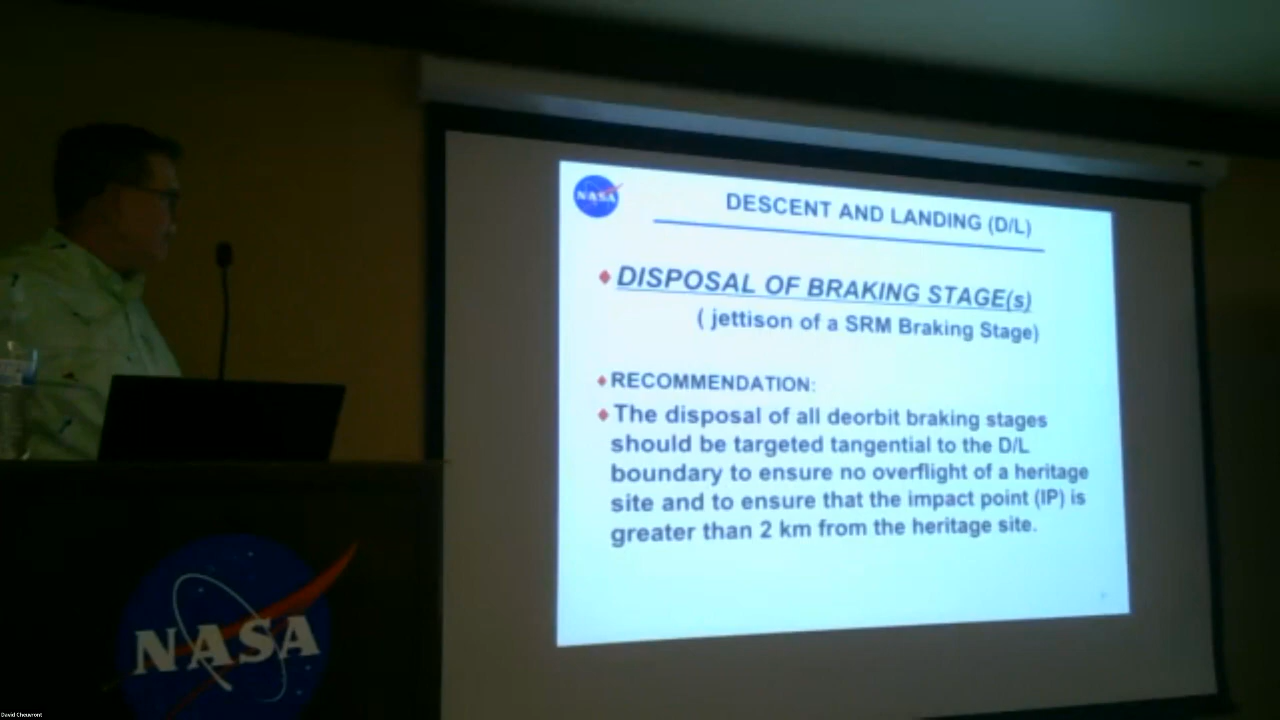 NASA
DESCENT AND LANDING (D/L)
DISPOSAL OF BRAKING STAGE(s)
( jettison of a SRM Braking Stage)
RECOMMENDATION:
The disposal of all deorbit braking stages
should be targeted tangential to the D/L
boundary to ensure no overflight of a heritage
site and to ensure that the impact point (IP) is
greater than 2 km from the heritage site.
NASA
David Cheuvront